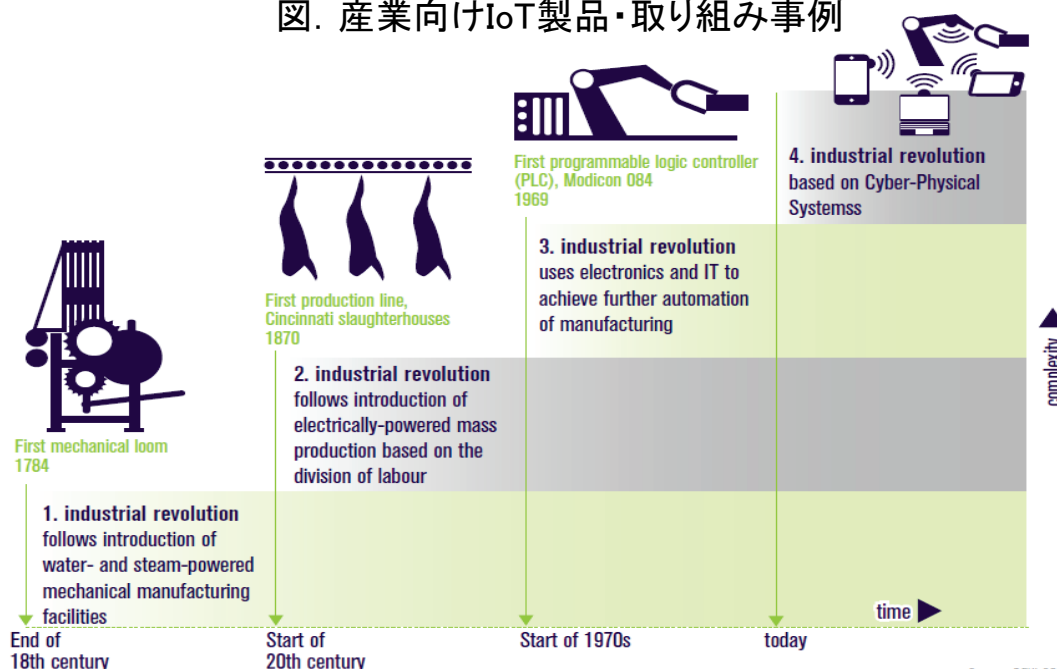 図．産業向けIoT製品・取り組み事例
First programmable logic controller
(PLC), Modicon 084
1969
4. industrial revolution
based on Cyber-Physical
Systemss
3. industrial revolution
uses electronics and IT to
achieve further automation
of manufacturing
First production line,
Cincinnati slaughterhouses
1870
2. industrial revolution
follows introduction of
electrically-powered mass
production based on the
division of labour
First mechanical loom
1784
1. industrial revolution
follows introduction of
water- and steam-powered
mechanical manufacturing
facilities
complexity
time
End of
18th century
Start of
20th century
Start of 1970s
today